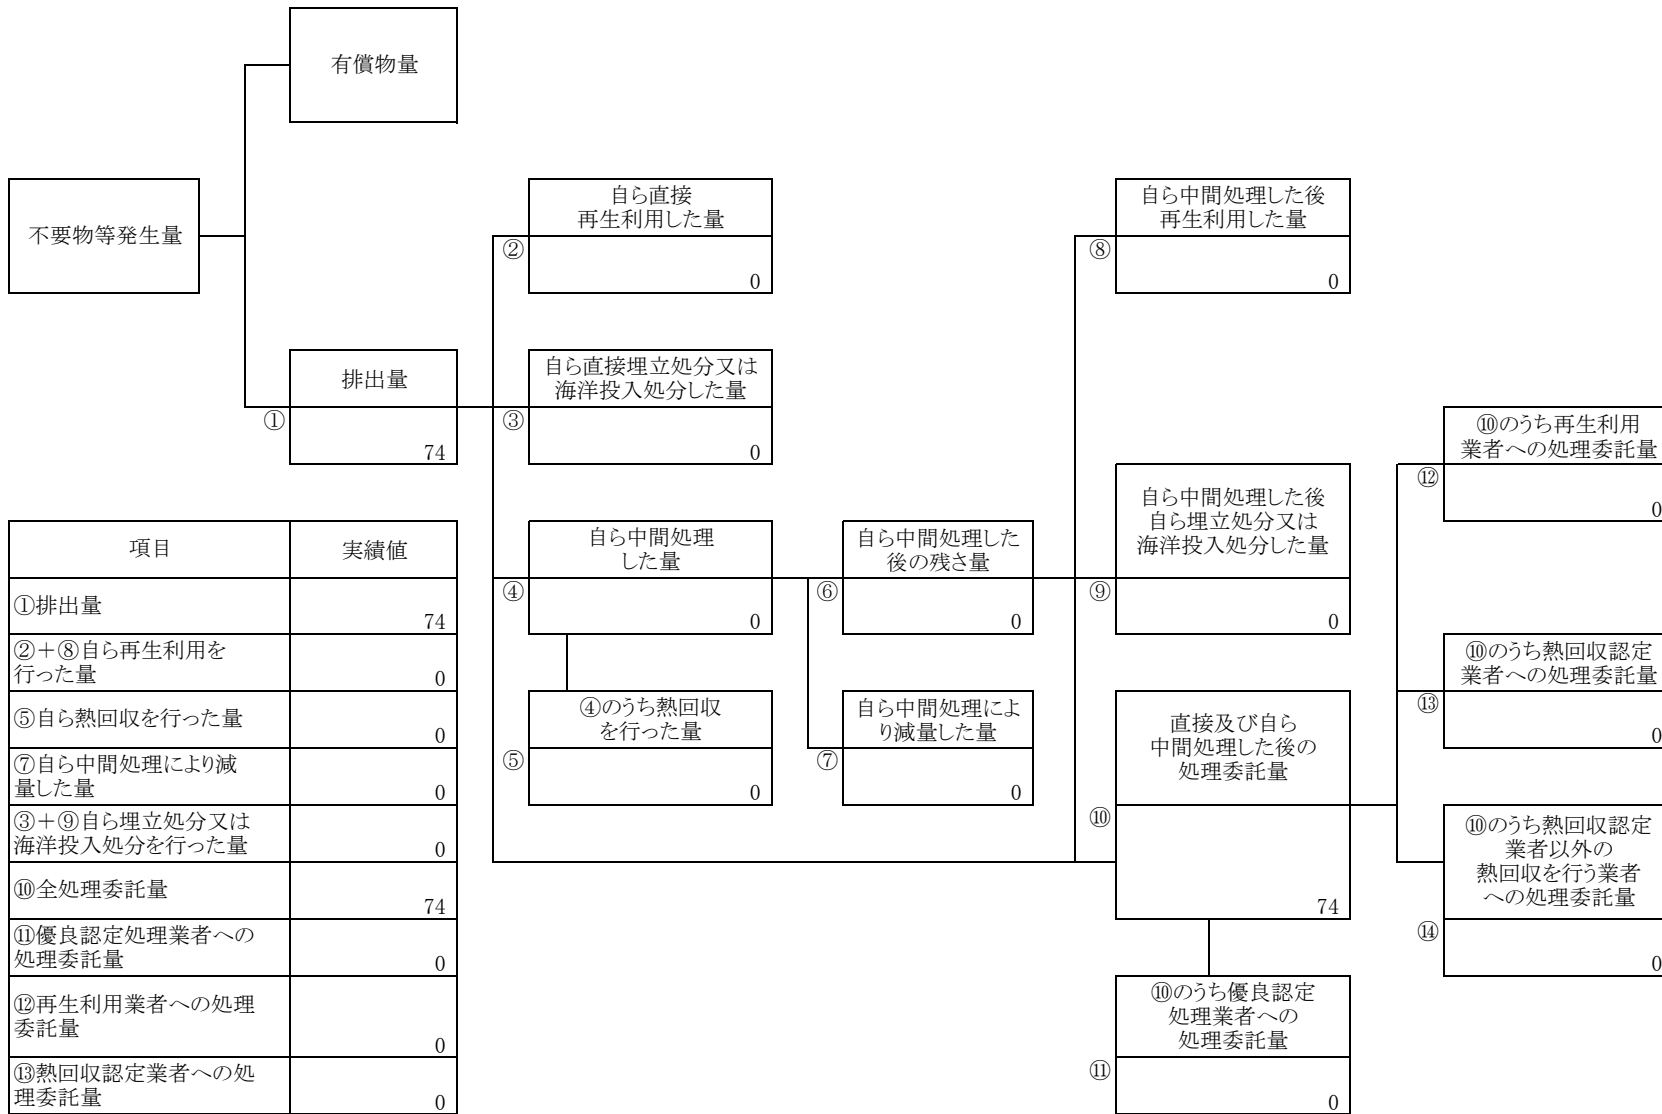 有償物量
不要物等発生量
自ら直接
再生利用した量
②
0
自ら中間処理した後
再生利用した量
⑧
0
排出量
①
74
自ら直接埋立処分又は
海洋投入処分した量
③
0
⑩のうち再生利用
業者への処理委託量
⑫
0
自ら中間処理した後
自ら埋立処分又は
海洋投入処分した量
⑨
0
自ら中間処理
した量
④
0
自ら中間処理した
後の残さ量
⑥
0
⑩のうち熱回収認定
業者への処理委託量
⑬
0
④のうち熱回収
を行った量
⑤
0
自ら中間処理によ
り減量した量
⑦
0
直接及び自ら
中間処理した後の
処理委託量
⑩
74
⑩のうち熱回収認定
業者以外の
熱回収を行う業者
への処理委託量
⑭
0
⑩のうち優良認定
処理業者への
処理委託量
⑪
0
項目 実績値
①排出量
74
②+⑧自ら再生利用を
行った量
0
⑤自ら熱回収を行った量
0
⑦自ら中間処理により減
量した量
0
③+⑨自ら埋立処分又は
海洋投入処分を行った量
0
⑩全処理委託量
74
⑪優良認定処理業者への
処理委託量
0
⑫再生利用業者への処理
委託量
0
⑬熱回収認定業者への処
理委託量
0